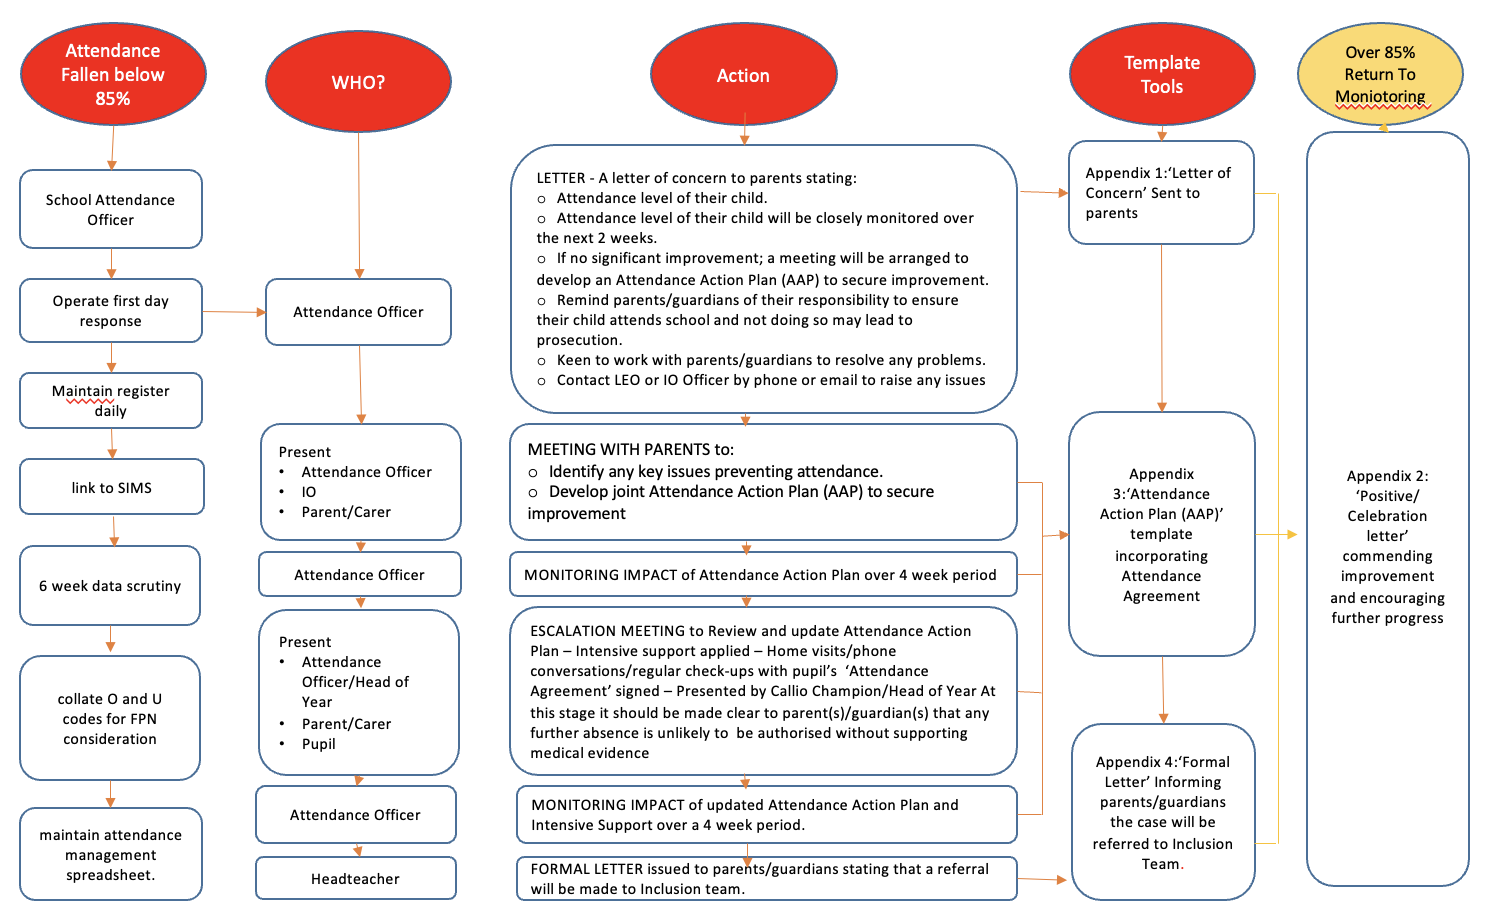 Attendance
Fallen below
85%
School Attendance
Officer
Operate first day
response
Maintain register
daily
link to SIMS
6 week data scrutiny
collate O and U
codes for FPN
consideration
maintain attendance
management
spreadsheet.
WHO?
Attendance Officer
Present
• Attendance Officer
• IO
• Parent/Carer
Attendance Officer
Present
• Attendance
Officer/Head of
Year
• Parent/Carer
• Pupil
Attendance Officer
Headteacher
Action
LETTER - A letter of concern to parents stating:
o Attendance level of their child.
o Attendance level of their child will be closely monitored over
the next 2 weeks.
o If no significant improvement; a meeting will be arranged to
develop an Attendance Action Plan (AAP) to secure improvement.
o Remind parents/guardians of their responsibility to ensure
their child attends school and not doing so may lead to
prosecution.
o Keen to work with parents/guardians to resolve any problems.
o Contact LEO or IO Officer by phone or email to raise any issues
MEETING WITH PARENTS to:
o Identify any key issues preventing attendance.
o Develop joint Attendance Action Plan (AAP) to secure
improvement
MONITORING IMPACT of Attendance Action Plan over 4 week period
ESCALATION MEETING to Review and update Attendance Action
Plan – Intensive support applied – Home visits/phone
conversations/regular check-ups with pupil's ‘Attendance
Agreement’ signed – Presented by Callio Champion/Head of Year At
this stage it should be made clear to parent(s)/guardian(s) that any
further absence is unlikely to be authorised without supporting
medical evidence
MONITORING IMPACT of updated Attendance Action Plan and
Intensive Support over a 4 week period.
FORMAL LETTER issued to parents/guardians stating that a referral
will be made to Inclusion team.
Template
Tools
Appendix 1:‘Letter of
Concern’ Sent to
parents
Appendix
3:‘Attendance
Action Plan (AAP)’
template
incorporating
Attendance
Agreement
Appendix 4:‘Formal
Letter’ Informing
parents/guardians
the case will be
referred to Inclusion
Team.
Over 85%
Return To
Moniotoring
Appendix 2:
‘Positive/
Celebration
letter’
commending
improvement
and encouraging
further progress